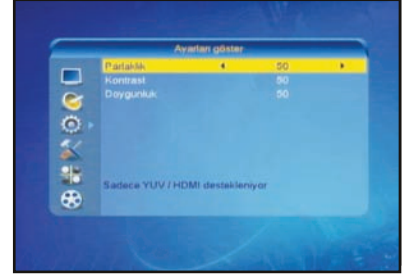 Ayarları göster
Parlaklık 50
Kontrast 50
Doygunluk 50
Sadece YUV / HDMI destekleniyor